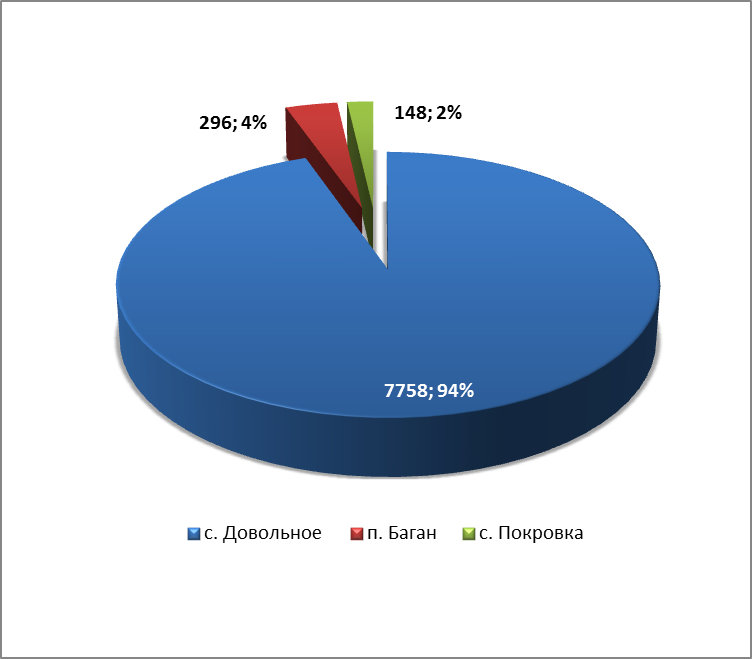 148; 2%
296; 4%
7758; 94%
с. Довольное п. Баган с. Покровка